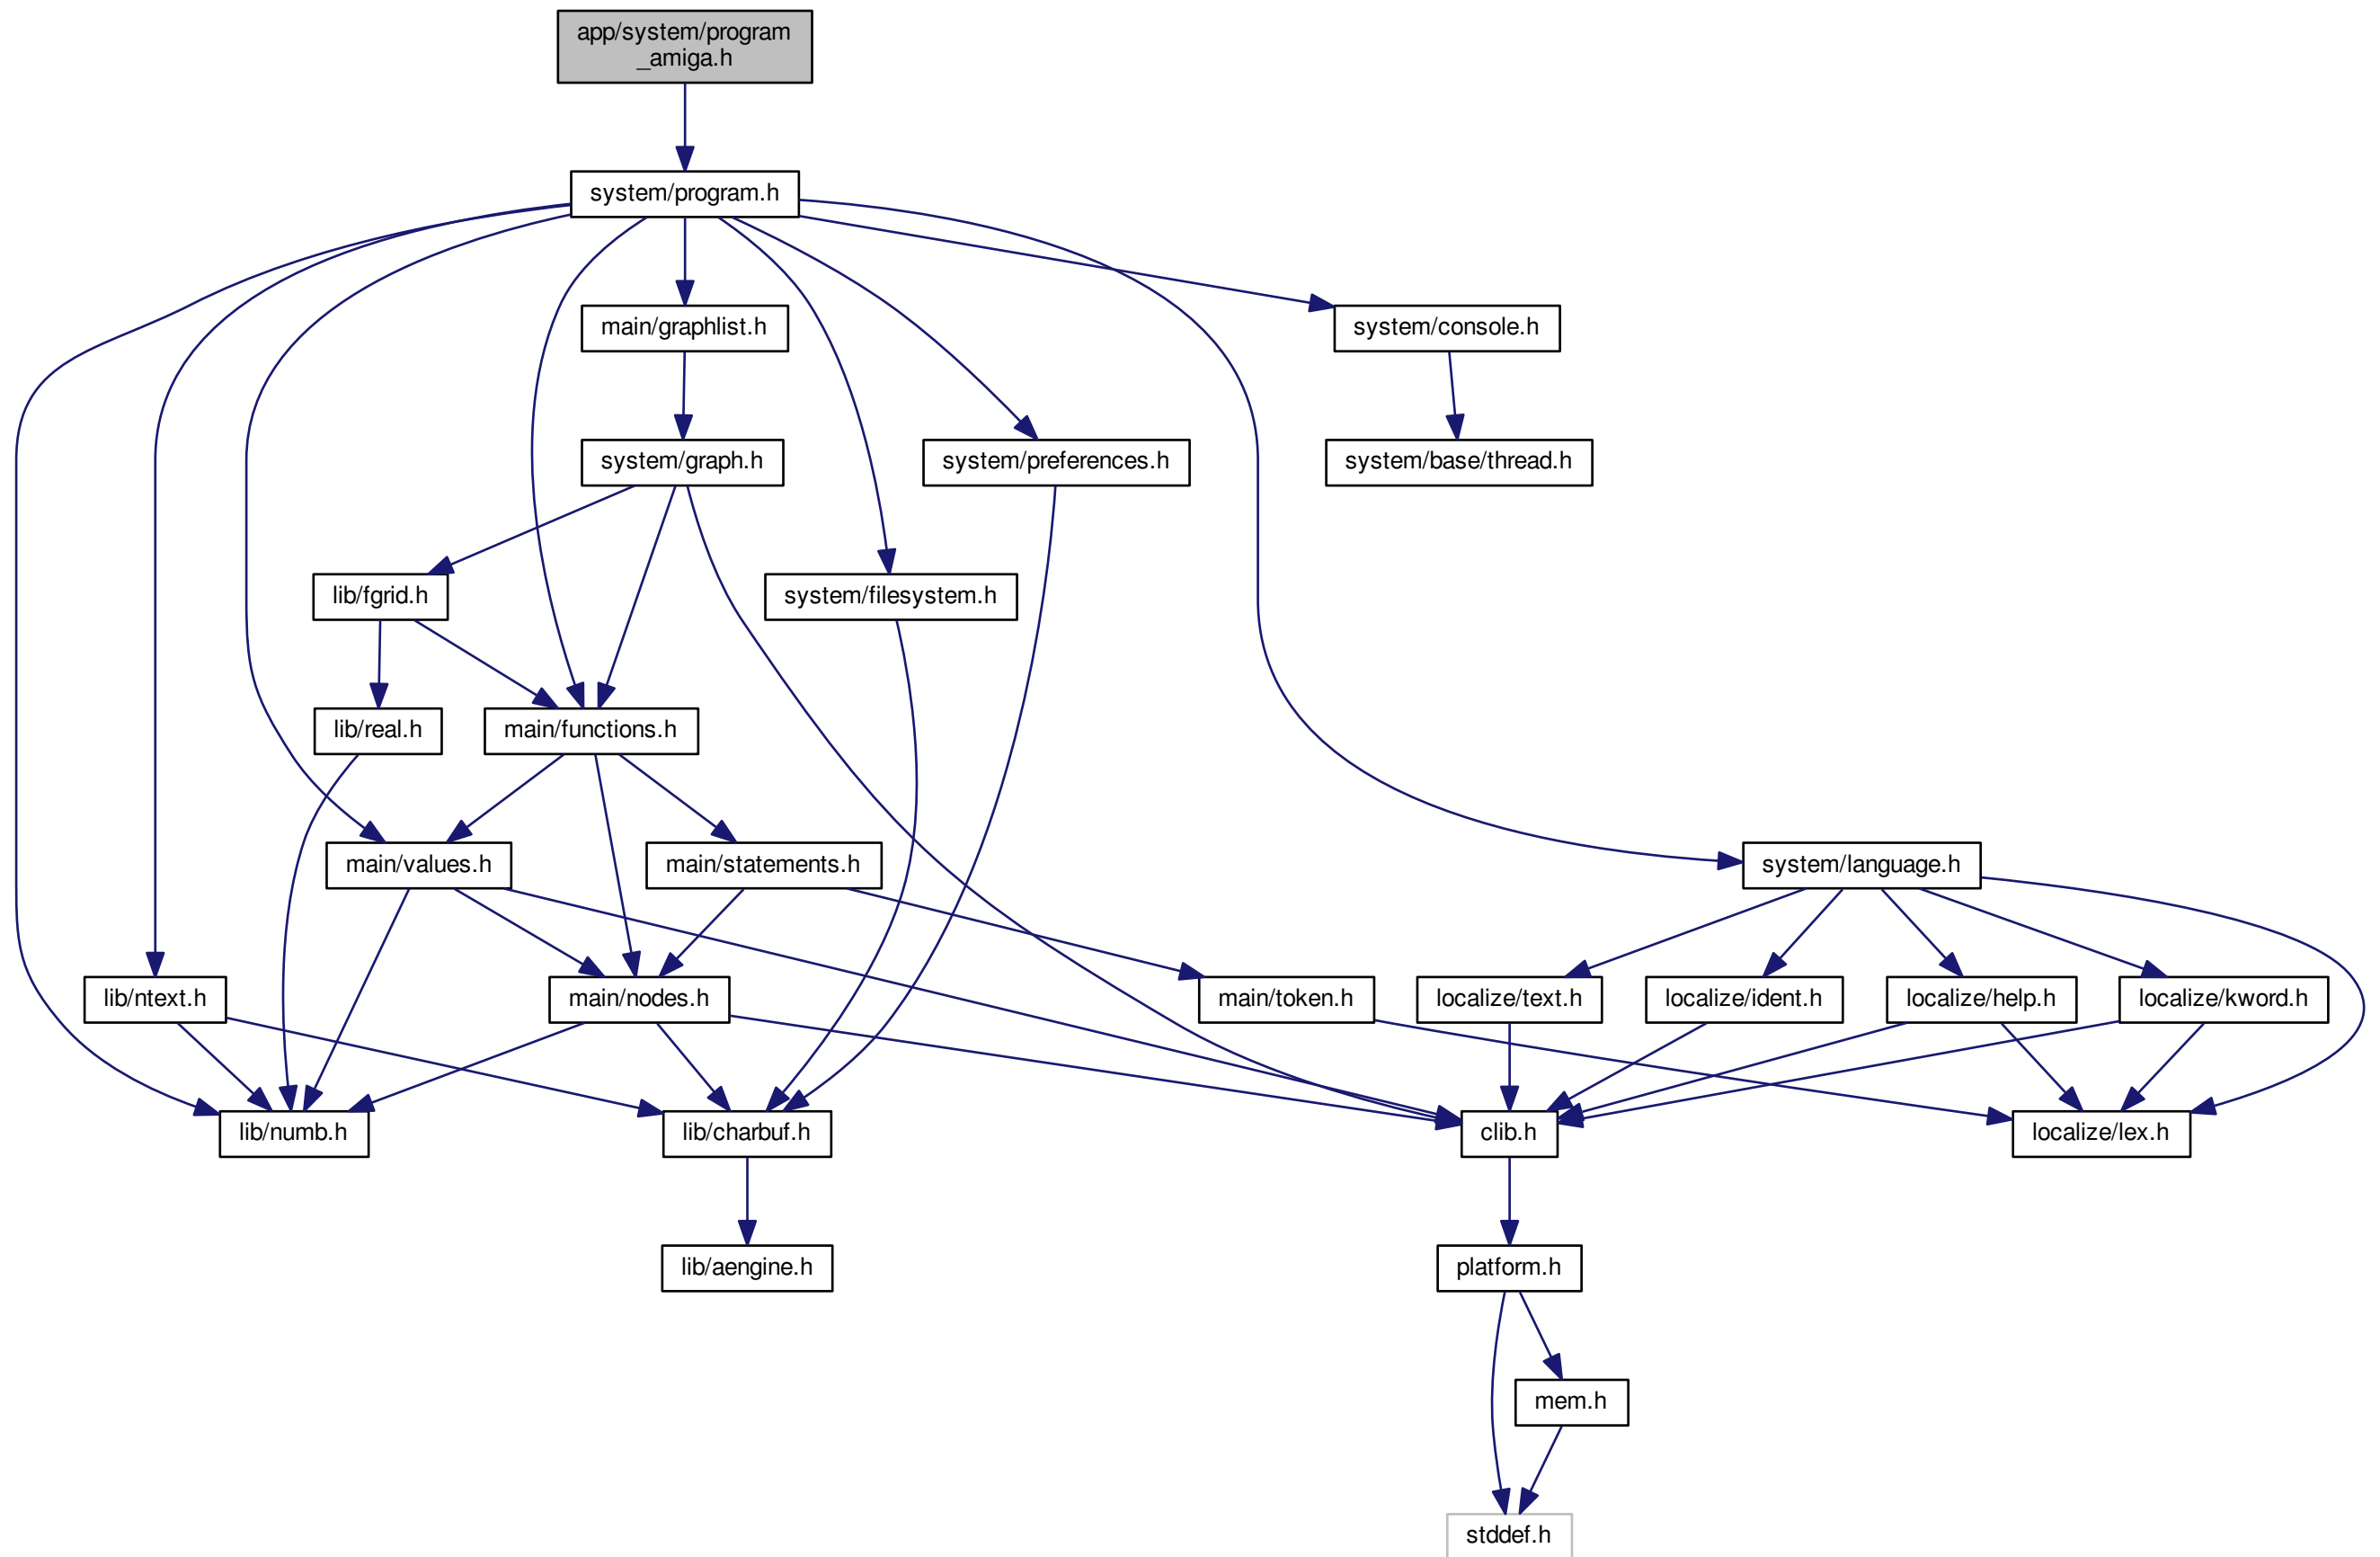 app/system/program
_amiga.h
system/program.h
main/graphlist.h
system/console.h
system/graph.h
system/preferences.h
system/base/thread.h
lib/fgrid.h
system/filesystem.h
lib/real.h
main/functions.h
main/values.h
main/statements.h
system/language.h
lib/ntext.h
main/nodes.h
main/token.h
localize/text.h
localize/ident.h
localize/help.h
localize/kword.h
lib/numb.h
lib/charbuf.h
clib.h
localize/lex.h
lib/aengine.h
platform.h
mem.h
stddef.h